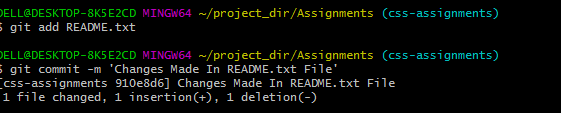 DELL@DESKTOP-8K5E2CD MINGW64 ~/project_dir/Assignments (css-assignments)
$ git add README.txt
DELL@DESKTOP-8K5E2CD MINGW64 ~/project_dir/Assignments (css-assignments)
$ git commit -m 'Changes Made In README.txt File'
[css-assignments 910e8d6] Changes Made In README.txt File
1 file changed, 1 insertion(+), 1 deletion(-)